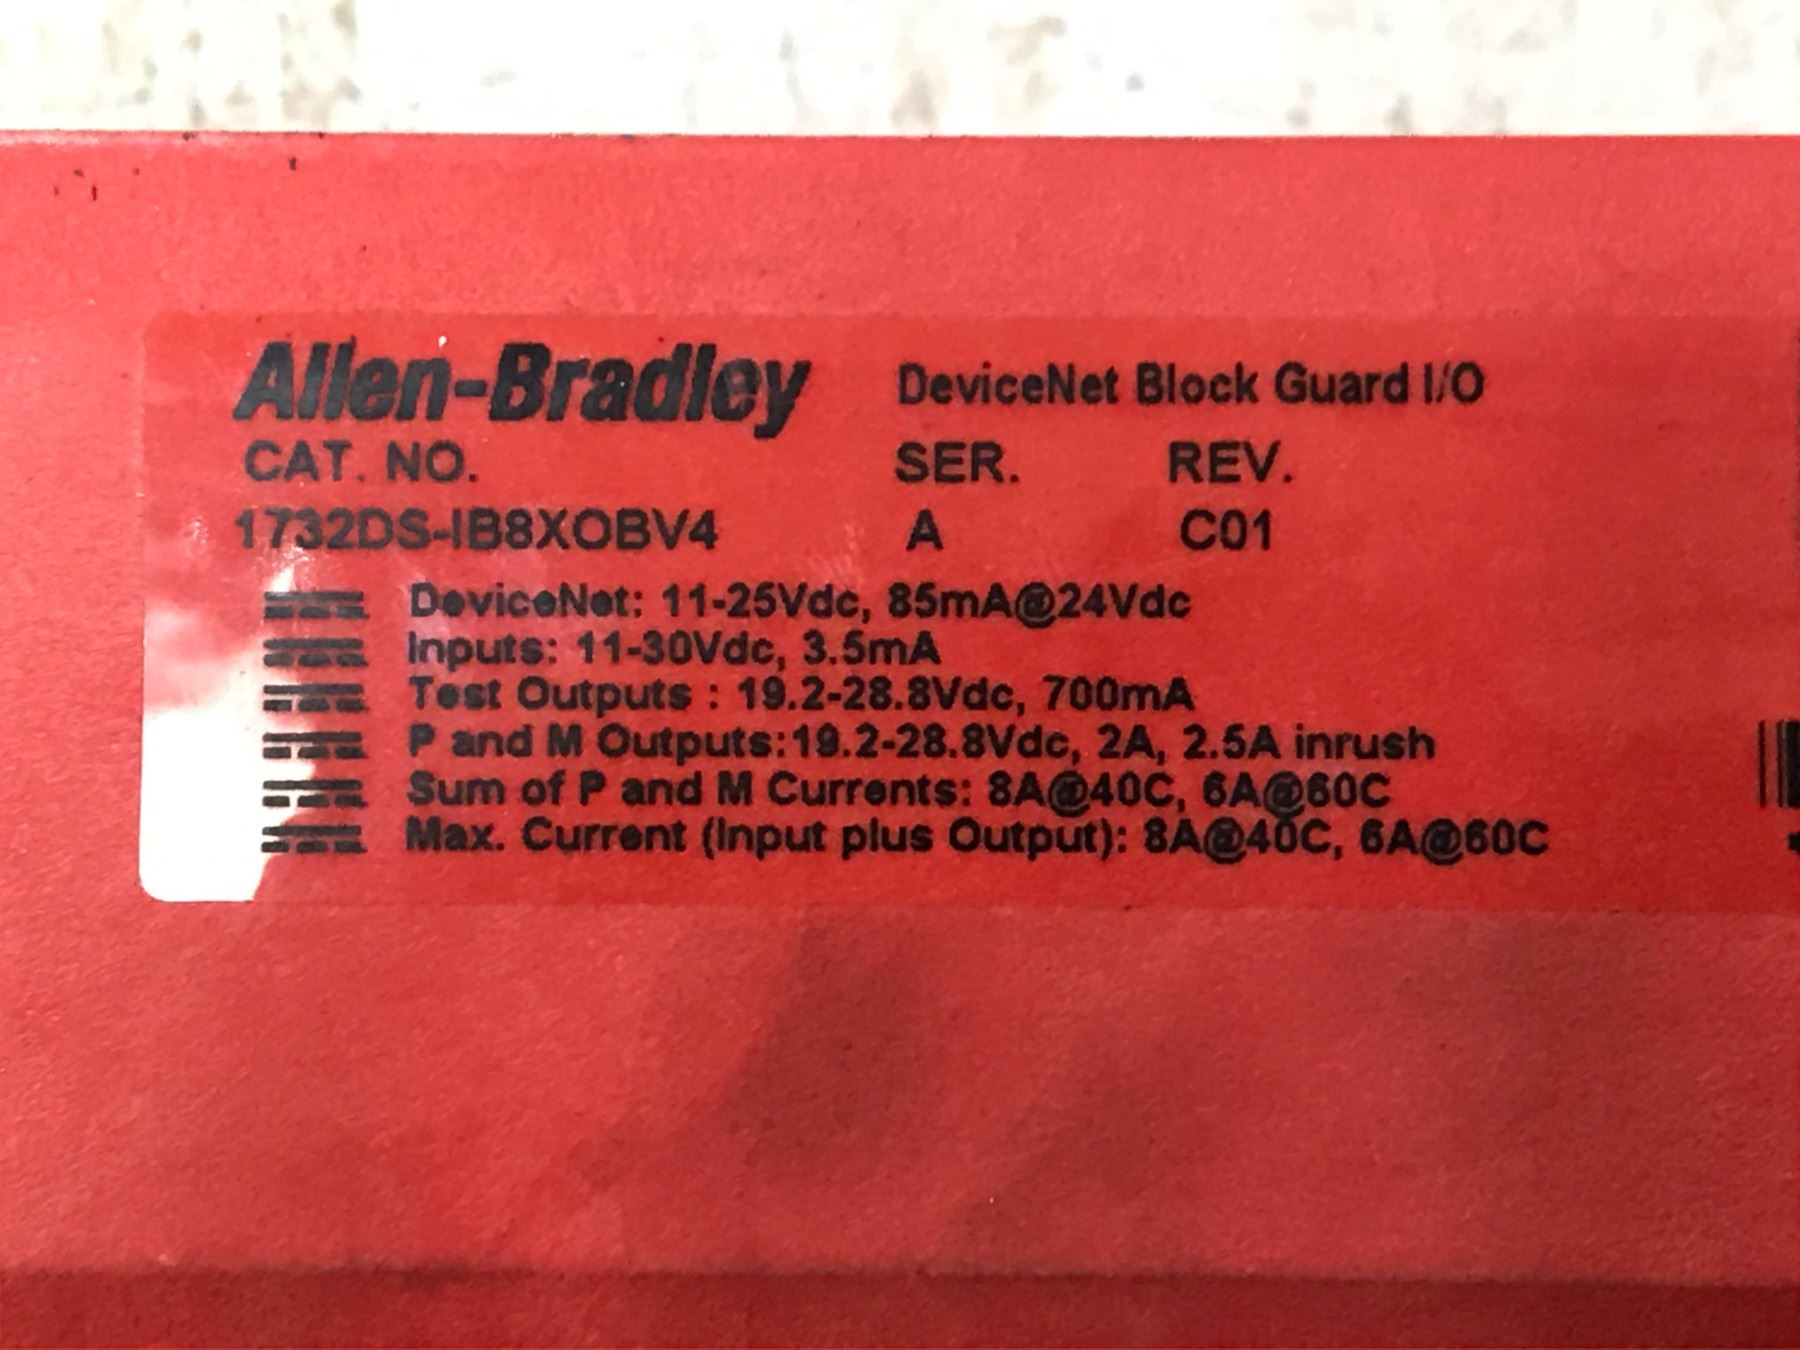 Allen-Bradley DeviceNet Block Guard I/O
CAT. NO. SER. REV.
1732DS-IB8XOBV4 A C01
DeviceNet: 11-25Vdc, 85mA@24Vdc
Inputs: 11-30Vdc, 3.5mA
Test Outputs : 19.2-28.8Vdc, 700mA
P and M Outputs:19.2-28.8Vdc, 2A, 2.5A inrush
Sum of P and M Currents: 8A@40C, 6A@60C
Max. Current (Input plus Output): 8A@40C, 6A@60C